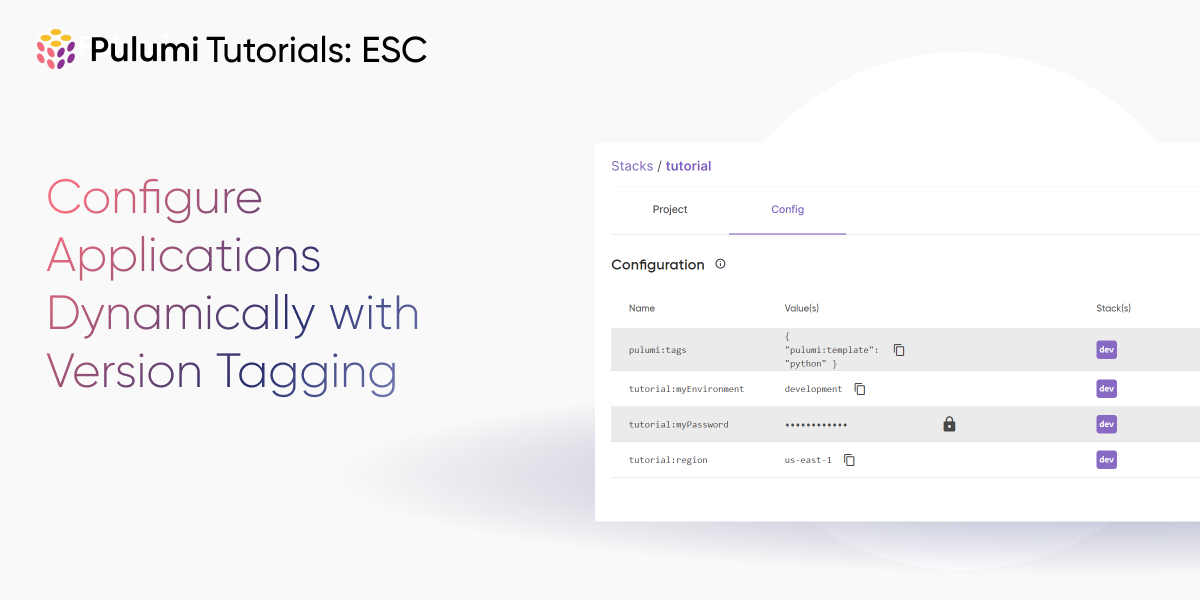 Pulumi Tutorials: ESC
Configure
Applications
Dynamically with
Version Tagging
Stacks / tutorial
Project Config
Configuration
Name Value(s) Stack(s)
pulumi:tags { "pulumi:template": "python" } dev
tutorial:myEnvironment development dev
tutorial:myPassword •••••••••••• dev
tutorial:region us-east-1 dev